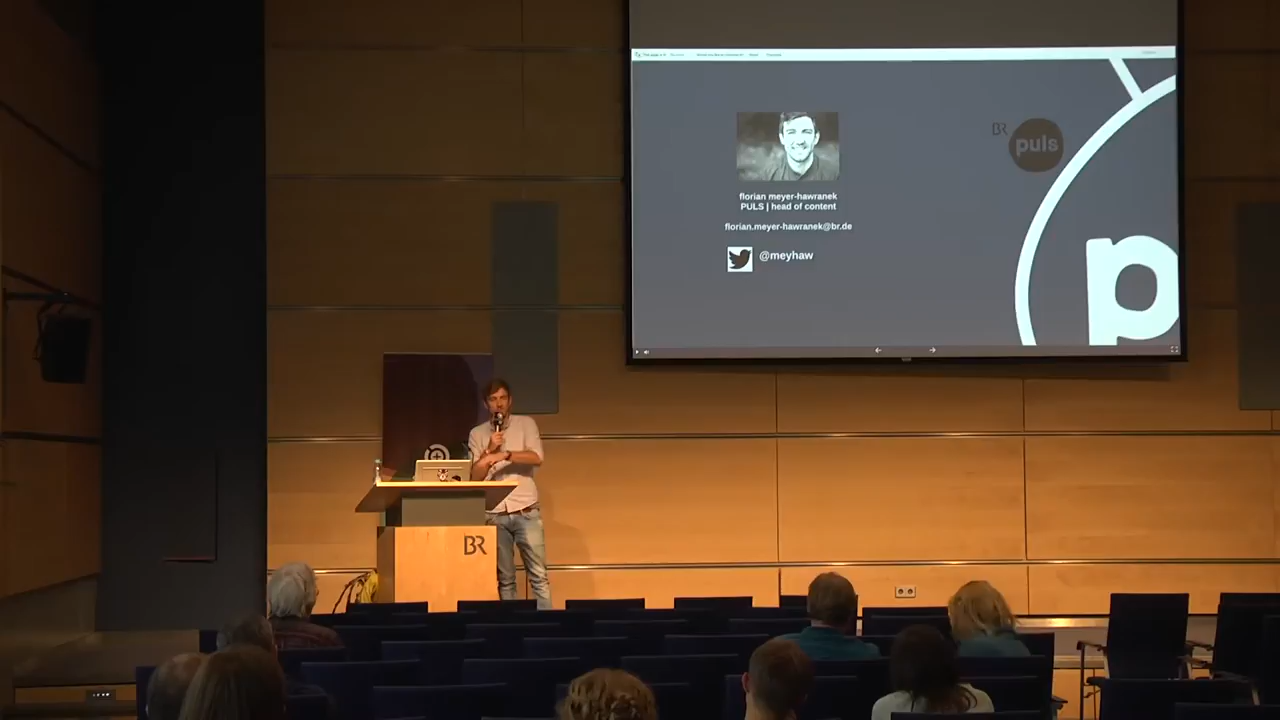 BR
puls
florian meyer-hawranek
PULS | head of content
florian.meyer-hawranek@br.de
@meyhaw
p
BR